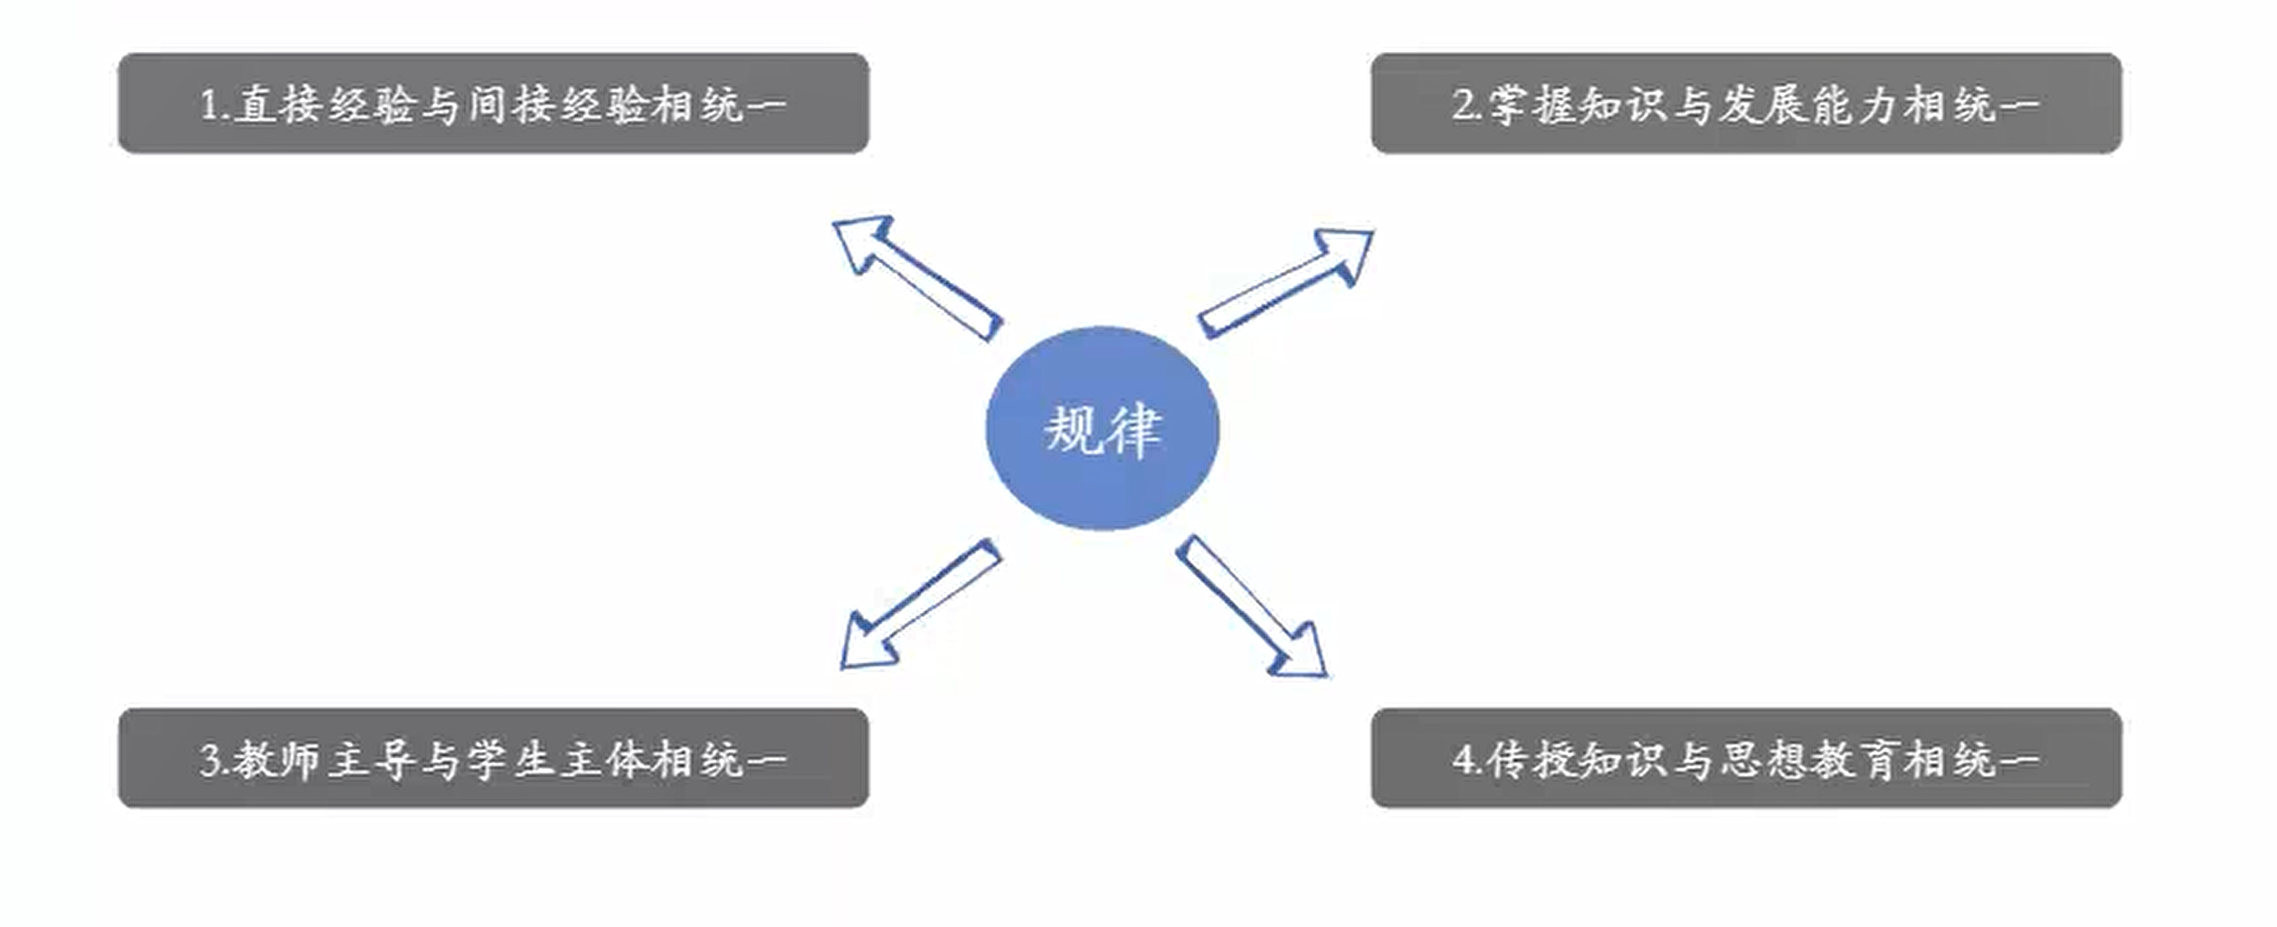 1.直接经验与间接经验相统一
2.掌握知识与发展能力相统一
规律
3.教师主导与学生主体相统一
4.传授知识与思想教育相统一